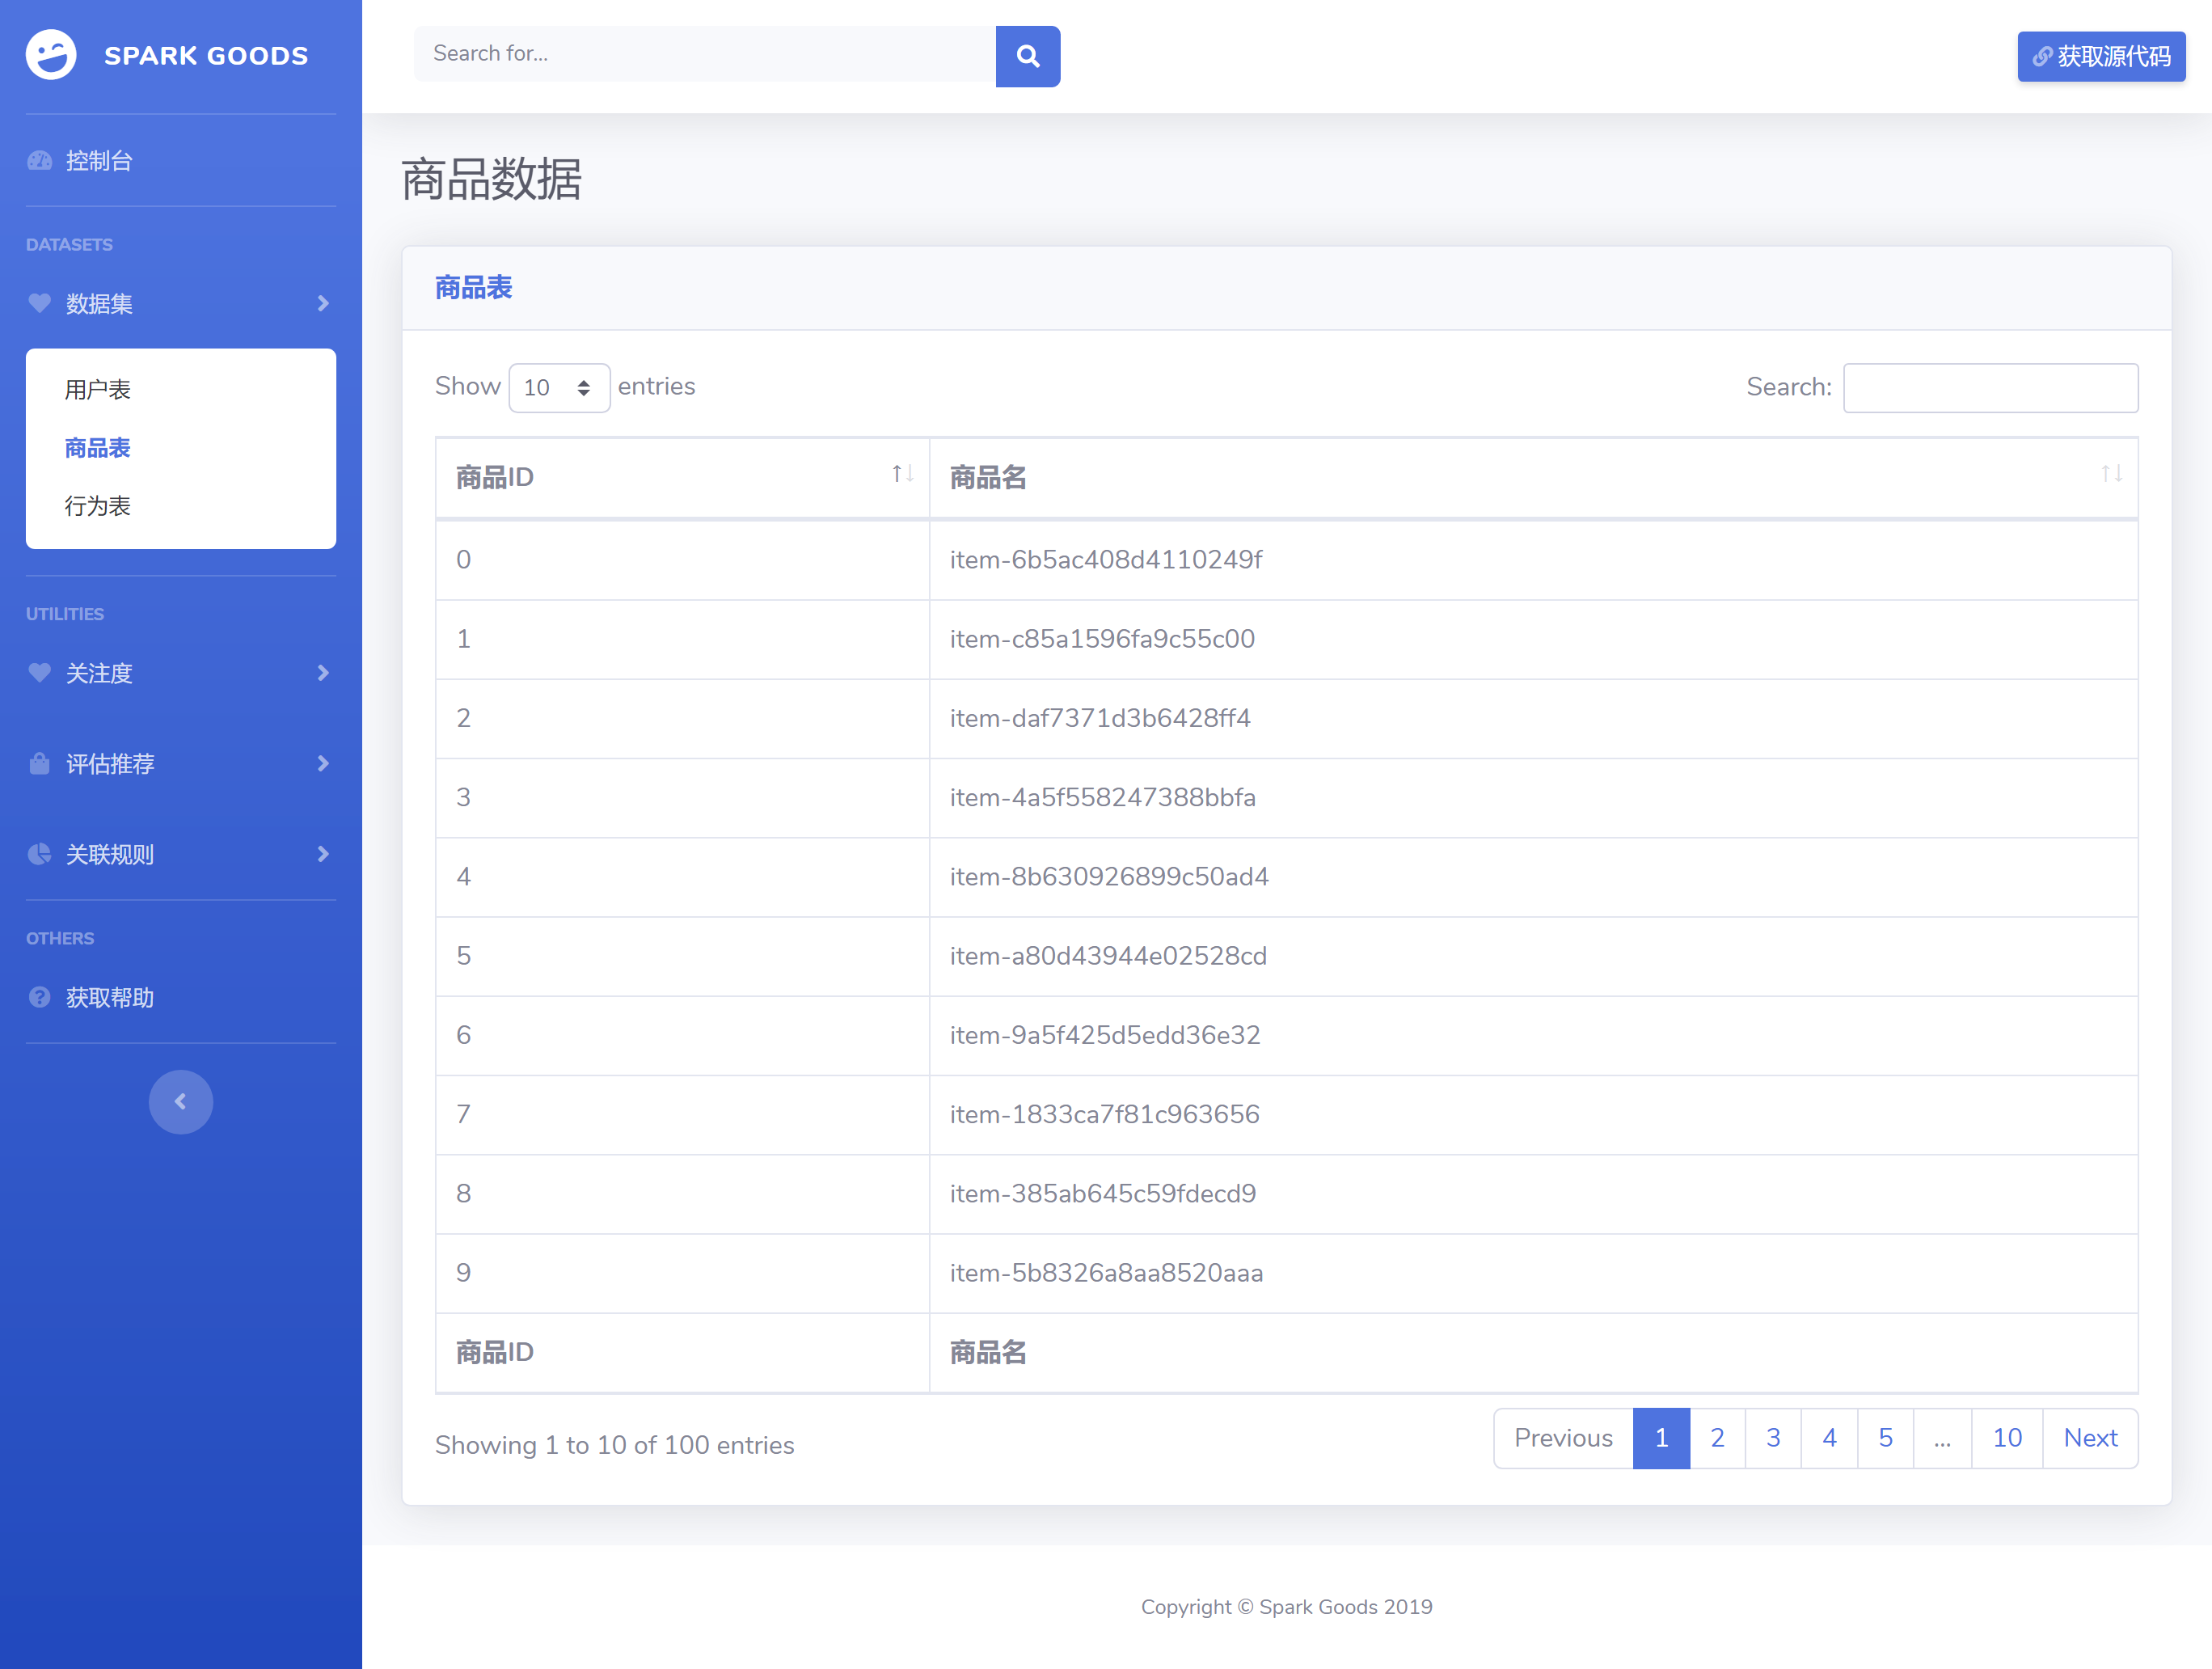 SPARK GOODS
控制台
DATASETS
数据集
用户表
商品表
行为表
UTILITIES
关注度
评估推荐
关联规则
OTHERS
获取帮助
Search for...
获取源代码
商品数据
商品表
Show 10 entries
Search:
商品ID 商品名
0 item-6b5ac408d4110249f
1 item-c85a1596fa9c55c00
2 item-daf7371d3b6428ff4
3 item-4a5f558247388bbfa
4 item-8b630926899c50ad4
5 item-a80d43944e02528cd
6 item-9a5f425d5edd36e32
7 item-1833ca7f81c963656
8 item-385ab645c59fdecd9
9 item-5b8326a8aa8520aaa
商品ID 商品名
Showing 1 to 10 of 100 entries
Previous 1 2 3 4 5 … 10 Next
Copyright © Spark Goods 2019